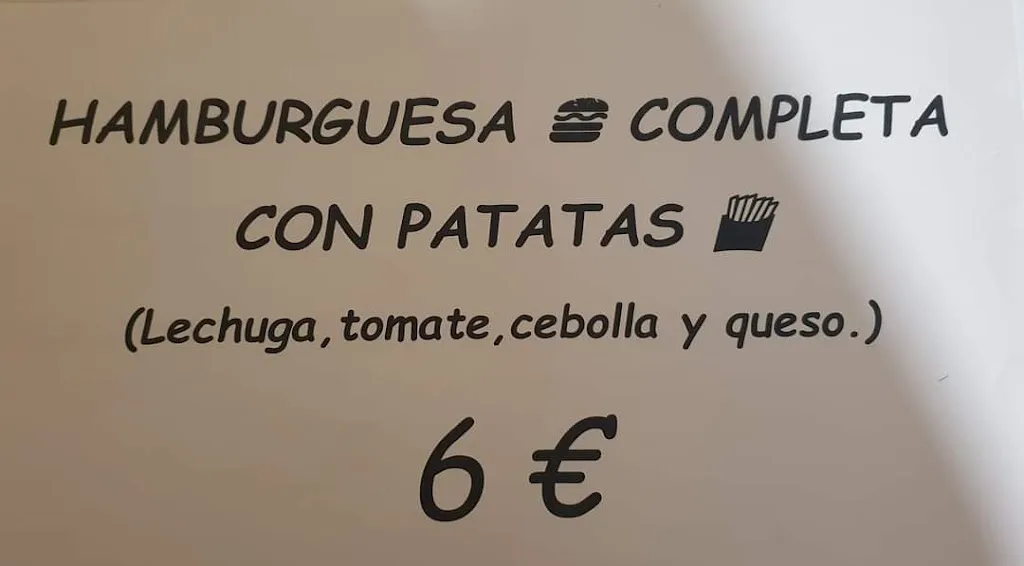 HAMBURGUESA 🍔 COMPLETA
CON PATATAS 🍟
(Lechuga,tomate,cebolla y queso.)
6 €